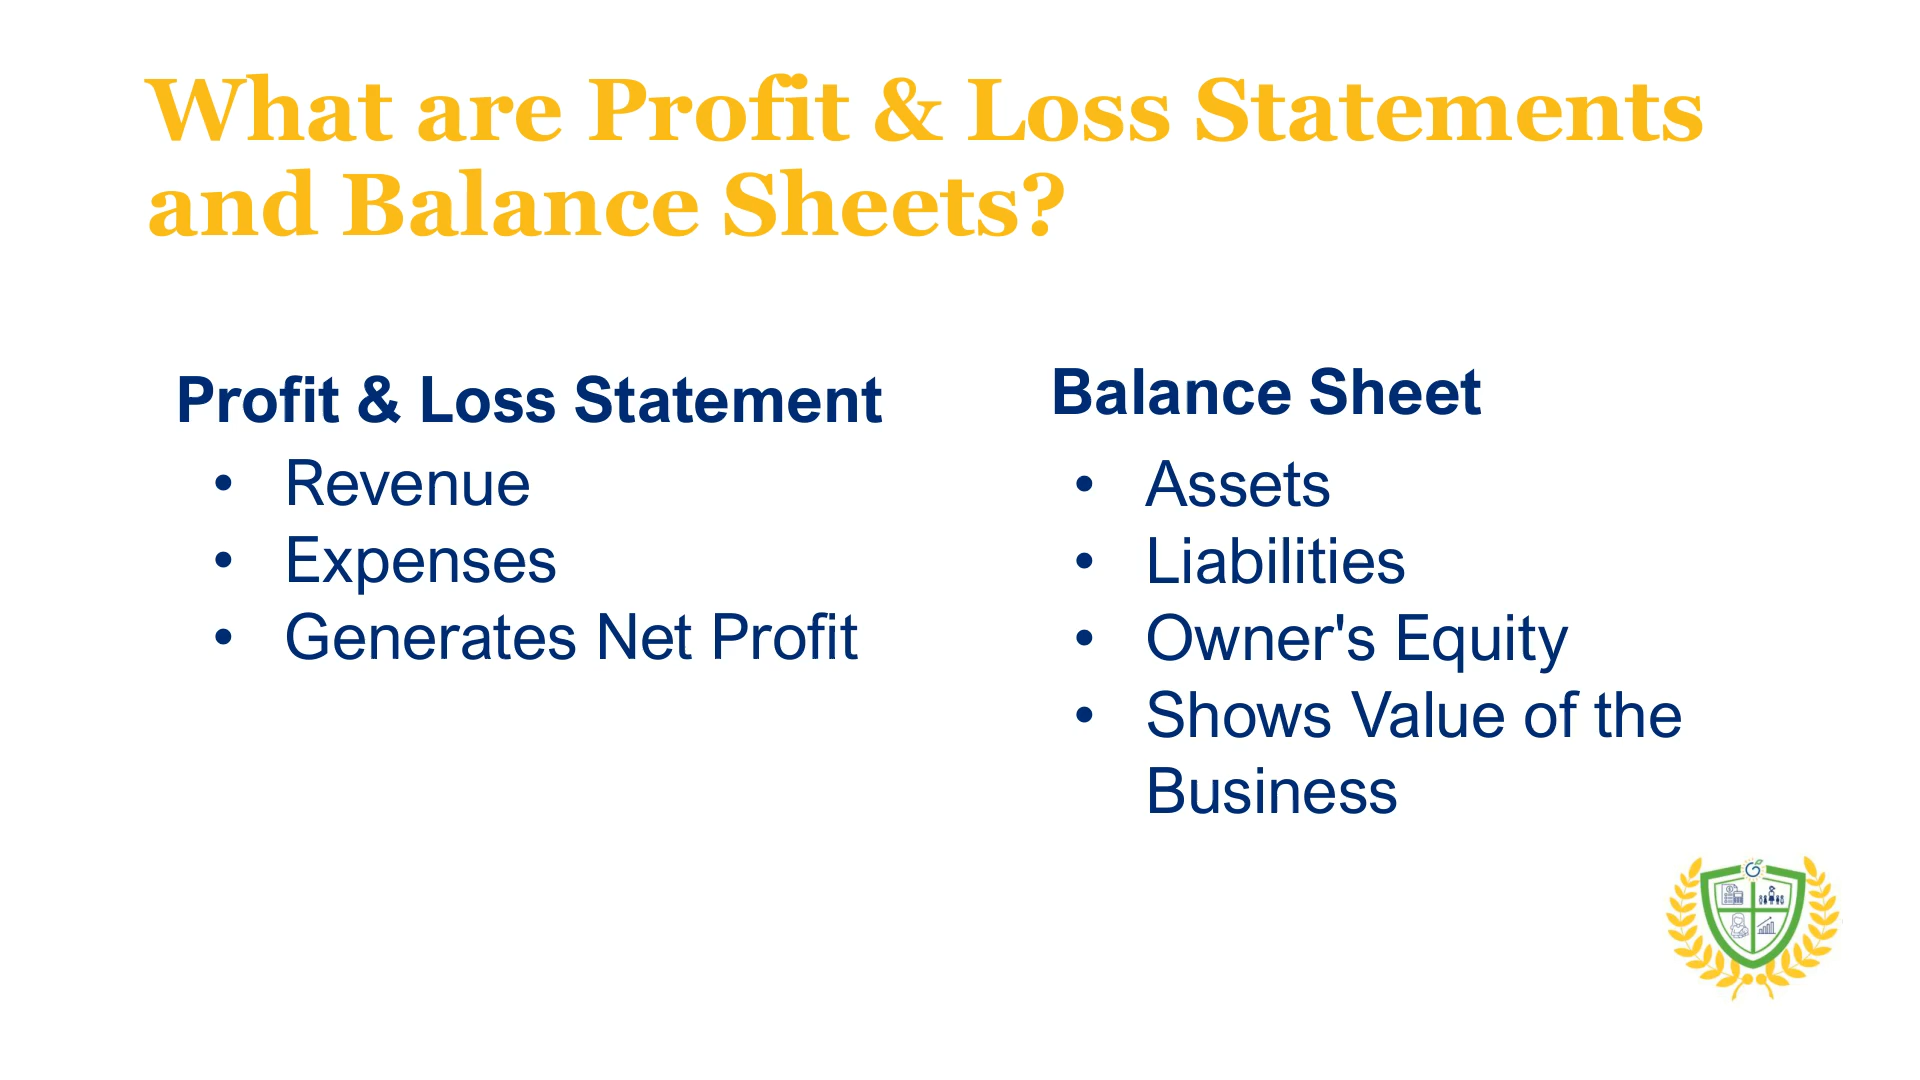 What are Profit & Loss Statements
and Balance Sheets?
Profit & Loss Statement
• Revenue
• Expenses
• Generates Net Profit
Balance Sheet
• Assets
• Liabilities
• Owner's Equity
• Shows Value of the
Business